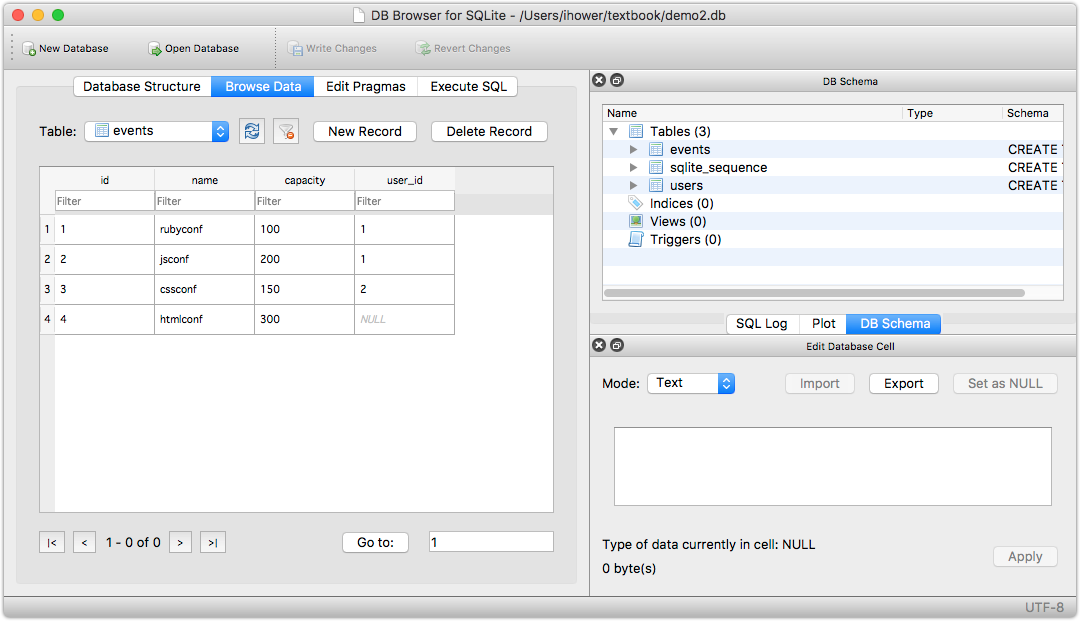 DB Browser for SQLite - /Users/ihower/textbook/demo2.db
New Database Open Database Write Changes Revert Changes
Database Structure Browse Data Edit Pragmas Execute SQL
Table: events New Record Delete Record
id name capacity user_id
Filter Filter Filter Filter
1 1 rubyconf 100 1
2 2 jsconf 200 1
3 3 cssconf 150 2
4 4 htmlconf 300 NULL
|< < 1 - 0 of 0 > >| Go to: 1
DB Schema
Name Type Schema
Tables (3)
events CREATE
sqlite_sequence CREATE
users CREATE
Indices (0)
Views (0)
Triggers (0)
SQL Log Plot DB Schema
Edit Database Cell
Mode: Text Import Export Set as NULL
Type of data currently in cell: NULL
0 byte(s)
Apply
UTF-8